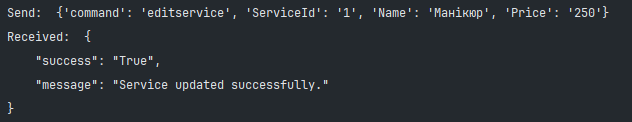 Send:  {'command': 'editservice', 'ServiceId': '1', 'Name': 'Манікюр', 'Price': '250'}
Received:  {
    "success": "True",
    "message": "Service updated successfully."
}